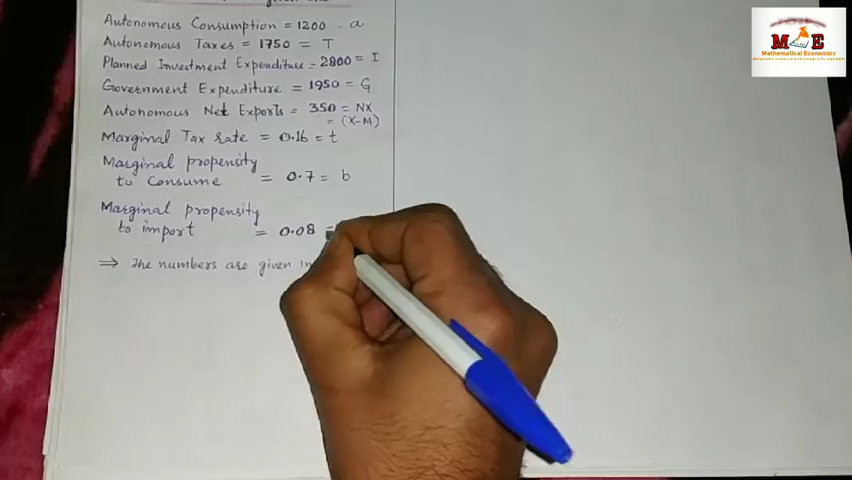 Autonomous Consumption = 1200 - a
Autonomous Taxes = 1750 = T
Planned Investment Expenditure = 2800 = I
Government Expenditure = 1950 = G
Autonomous Net Exports = 350 = NX
= (X-M)
Marginal Tax rate = 0.16 = t
Marginal propensity
to Consume = 0.7 = b
Marginal propensity
to import = 0.08 =
⇒ The numbers are given in
ME
Mathematical Economics